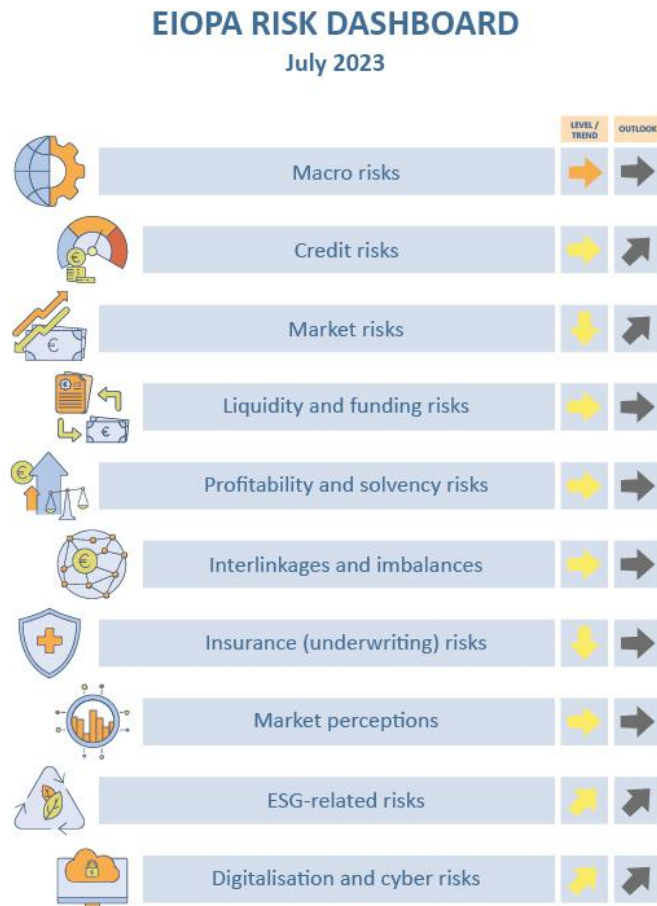 EIOPA RISK DASHBOARD
July 2023
LEVEL / TREND
OUTLOOK
Macro risks
Credit risks
Market risks
Liquidity and funding risks
Profitability and solvency risks
Interlinkages and imbalances
Insurance (underwriting) risks
Market perceptions
ESG-related risks
Digitalisation and cyber risks